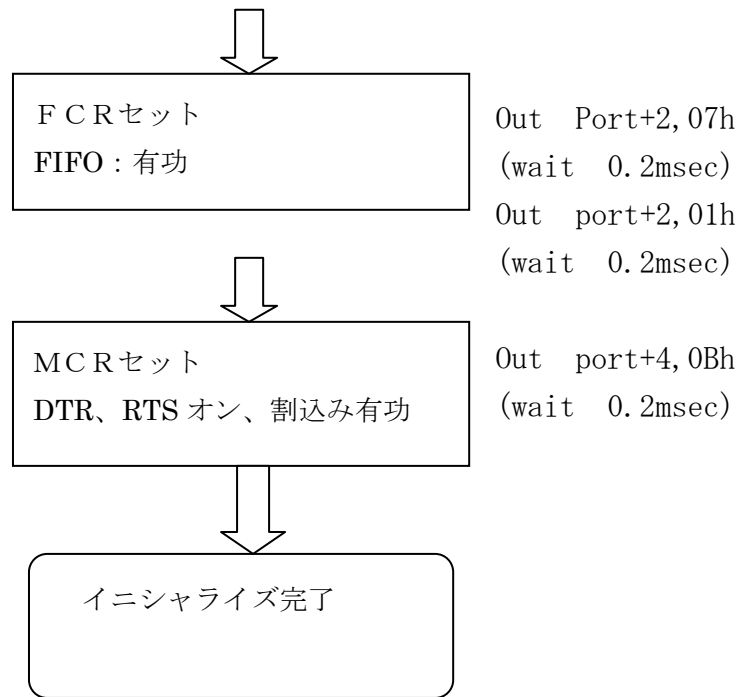 ＦＣＲセット
FIFO：有功
Out Port+2,07h
(wait 0.2msec)
Out port+2,01h
(wait 0.2msec)
ＭＣＲセット
DTR、RTS オン、割込み有功
Out port+4,0Bh
(wait 0.2msec)
イニシャライズ完了